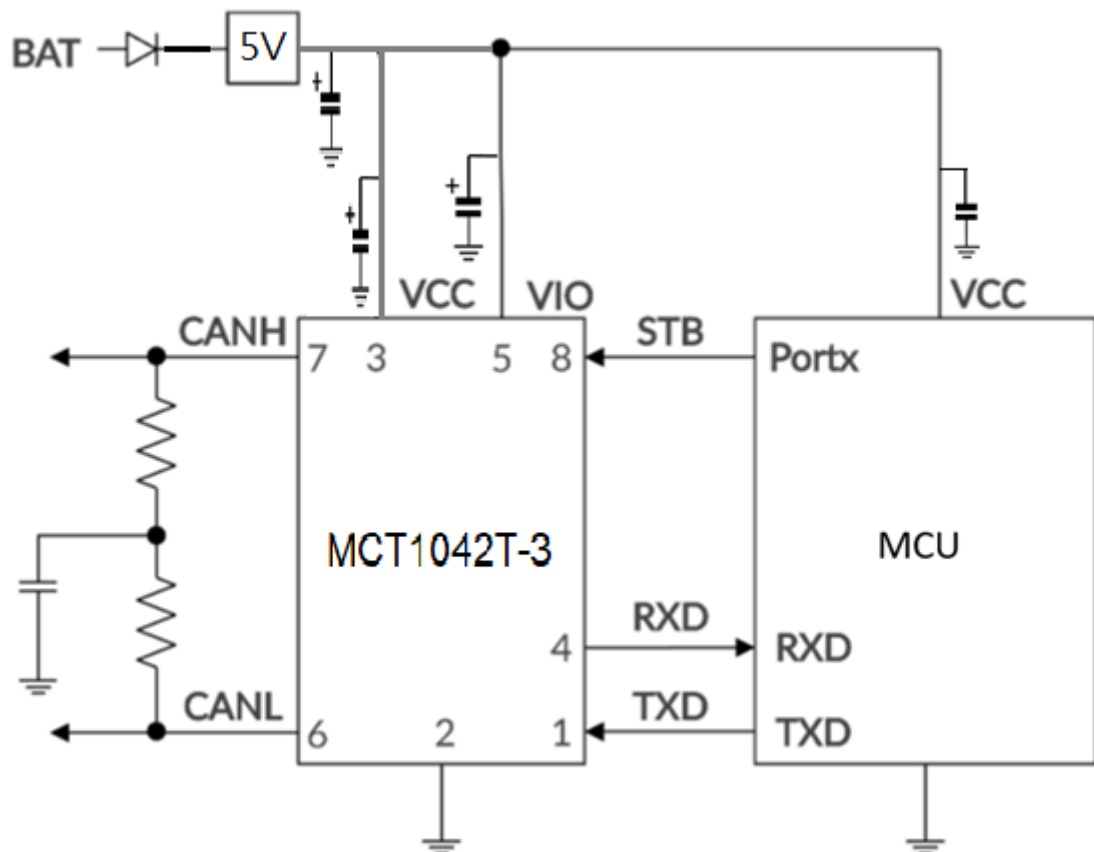 BAT
5V
+
+
+
VCC
VIO
VCC
CANH
STB
7
3
5
8
Portx
MCT1042T-3
MCU
RXD
4
RXD
CANL
TXD
6
2
1
TXD